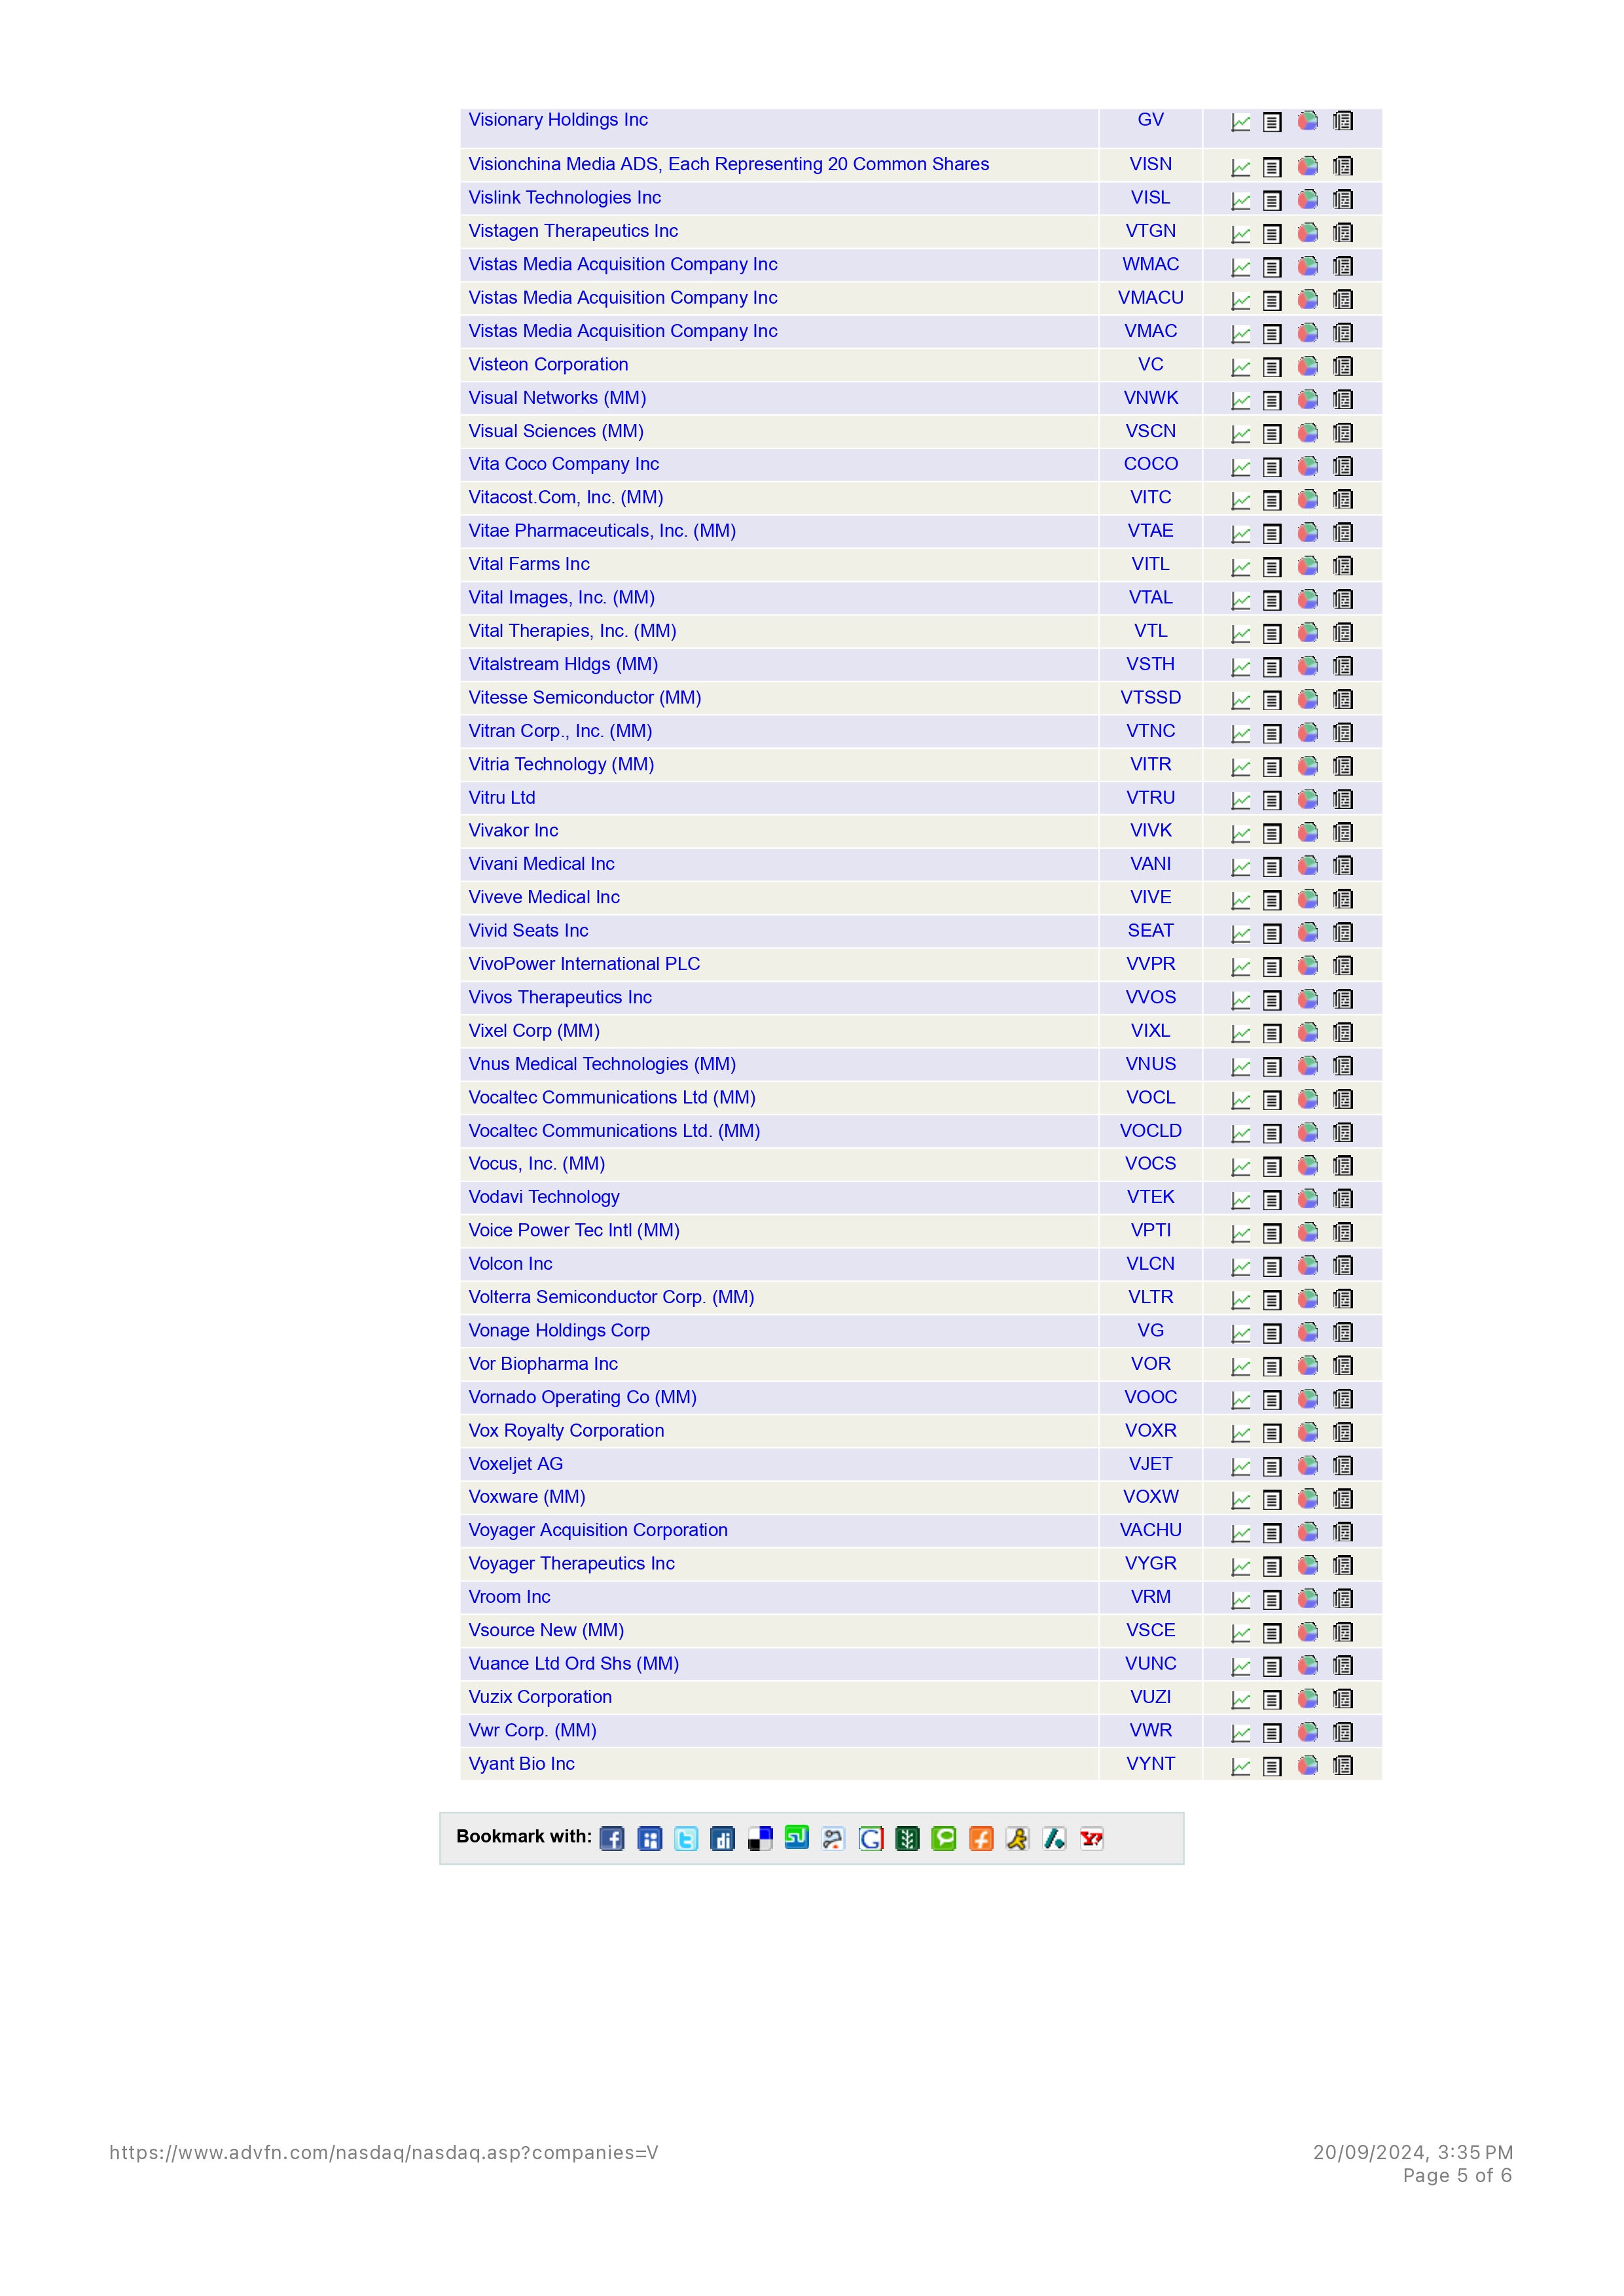 Visionary Holdings Inc GV
Visionchina Media ADS, Each Representing 20 Common Shares VISN
Vislink Technologies Inc VISL
Vistagen Therapeutics Inc VTGN
Vistas Media Acquisition Company Inc WMAC
Vistas Media Acquisition Company Inc VMACU
Vistas Media Acquisition Company Inc VMAC
Visteon Corporation VC
Visual Networks (MM) VNWK
Visual Sciences (MM) VSCN
Vita Coco Company Inc COCO
Vitacost.Com, Inc. (MM) VITC
Vitae Pharmaceuticals, Inc. (MM) VTAE
Vital Farms Inc VITL
Vital Images, Inc. (MM) VTAL
Vital Therapies, Inc. (MM) VTL
Vitalstream Hldgs (MM) VSTH
Vitesse Semiconductor (MM) VTSSD
Vitran Corp., Inc. (MM) VTNC
Vitria Technology (MM) VITR
Vitru Ltd VTRU
Vivakor Inc VIVK
Vivani Medical Inc VANI
Viveve Medical Inc VIVE
Vivid Seats Inc SEAT
VivoPower International PLC VVPR
Vivos Therapeutics Inc VVOS
Vixel Corp (MM) VIXL
Vnus Medical Technologies (MM) VNUS
Vocaltec Communications Ltd (MM) VOCL
Vocaltec Communications Ltd. (MM) VOCLD
Vocus, Inc. (MM) VOCS
Vodavi Technology VTEK
Voice Power Tec Intl (MM) VPTI
Volcon Inc VLCN
Volterra Semiconductor Corp. (MM) VLTR
Vonage Holdings Corp VG
Vor Biopharma Inc VOR
Vornado Operating Co (MM) VOOC
Vox Royalty Corporation VOXR
Voxeljet AG VJET
Voxware (MM) VOXW
Voyager Acquisition Corporation VACHU
Voyager Therapeutics Inc VYGR
Vroom Inc VRM
Vsource New (MM) VSCE
Vuance Ltd Ord Shs (MM) VUNC
Vuzix Corporation VUZI
Vwr Corp. (MM) VWR
Vyant Bio Inc VYNT
Bookmark with:
https://www.advfn.com/nasdaq/nasdaq.asp?companies=V 20/09/2024, 3:35 PM
Page 5 of 6